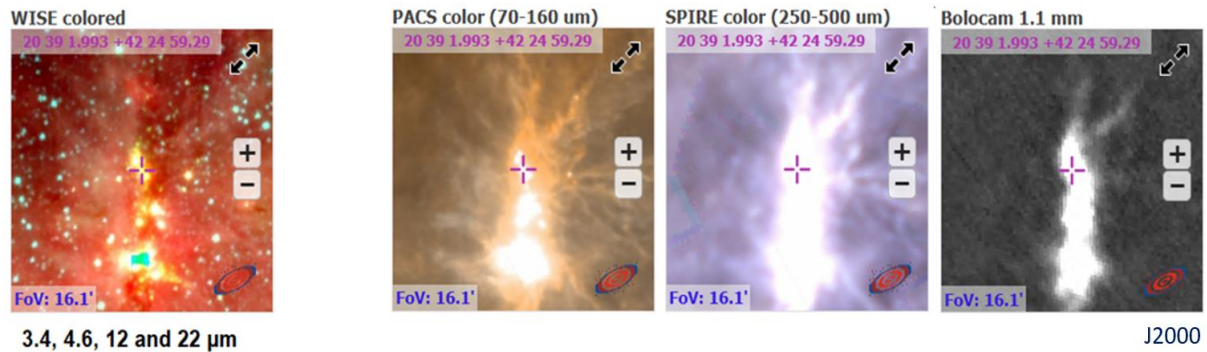 WISE colored
20 39 1.993 +42 24 59.29
FoV: 16.1'
3.4, 4.6, 12 and 22 µm
PACS color (70-160 um)
20 39 1.993 +42 24 59.29
FoV: 16.1'
SPIRE color (250-500 um)
20 39 1.993 +42 24 59.29
FoV: 16.1'
Bolocam 1.1 mm
20 39 1.993 +42 24 59.29
FoV: 16.1'
J2000